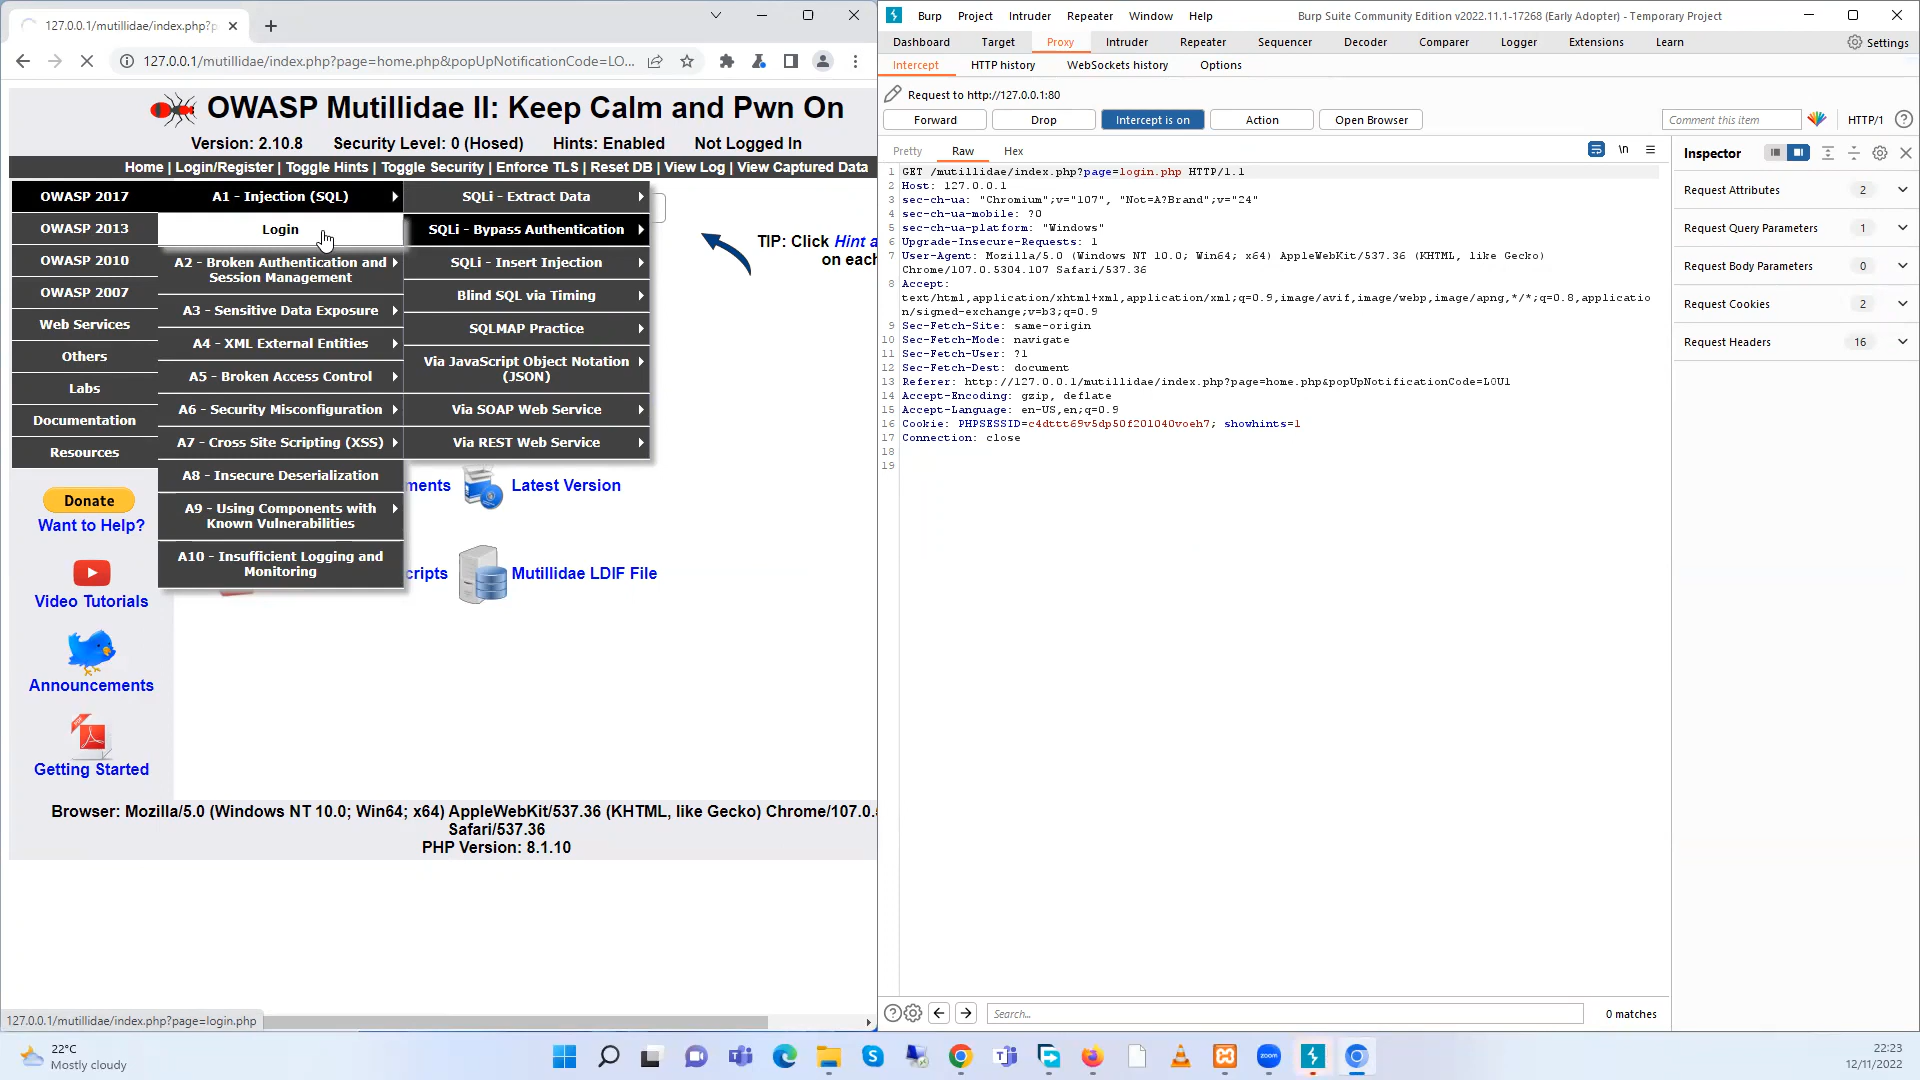 127.0.0.1/mutillidae/index.php?p
127.0.0.1/mutillidae/index.php?page=home.php&popUpNotificationCode=LO...
OWASP Mutillidae II: Keep Calm and Pwn On
Version: 2.10.8 Security Level: 0 (Hosed) Hints: Enabled Not Logged In
Home | Login/Register | Toggle Hints | Toggle Security | Enforce TLS | Reset DB | View Log | View Captured Data
OWASP 2017
OWASP 2013
OWASP 2010
OWASP 2007
Web Services
Others
Labs
Documentation
Resources
A1 - Injection (SQL)
Login
A2 - Broken Authentication and
Session Management
A3 - Sensitive Data Exposure
A4 - XML External Entities
A5 - Broken Access Control
A6 - Security Misconfiguration
A7 - Cross Site Scripting (XSS)
A8 - Insecure Deserialization
A9 - Using Components with
Known Vulnerabilities
A10 - Insufficient Logging and
Monitoring
SQLi - Extract Data
SQLi - Bypass Authentication
SQLi - Insert Injection
Blind SQL via Timing
SQLMAP Practice
Via JavaScript Object Notation
(JSON)
Via SOAP Web Service
Via REST Web Service
TIP: Click Hint a
on each
ments
Latest Version
cripts
Mutillidae LDIF File
Donate
Want to Help?
Video Tutorials
Announcements
PDF
Getting Started
Browser: Mozilla/5.0 (Windows NT 10.0; Win64; x64) AppleWebKit/537.36 (KHTML, like Gecko) Chrome/107.0.
Safari/537.36
PHP Version: 8.1.10
127.0.0.1/mutillidae/index.php?page=login.php
Burp Project Intruder Repeater Window Help
Burp Suite Community Edition v2022.11.1-17268 (Early Adopter) - Temporary Project
Dashboard Target Proxy Intruder Repeater Sequencer Decoder Comparer Logger Extensions Learn
Settings
Intercept HTTP history WebSockets history Options
Request to http://127.0.0.1:80
Forward Drop Intercept is on Action Open Browser
Comment this item
HTTP/1
Pretty Raw Hex
\n
1 GET /mutillidae/index.php?page=login.php HTTP/1.1
2 Host: 127.0.0.1
3 sec-ch-ua: "Chromium";v="107", "Not=A?Brand";v="24"
4 sec-ch-ua-mobile: ?0
5 sec-ch-ua-platform: "Windows"
6 Upgrade-Insecure-Requests: 1
7 User-Agent: Mozilla/5.0 (Windows NT 10.0; Win64; x64) AppleWebKit/537.36 (KHTML, like Gecko)
Chrome/107.0.5304.107 Safari/537.36
8 Accept:
text/html,application/xhtml+xml,application/xml;q=0.9,image/avif,image/webp,image/apng,*/*;q=0.8,applicatio
n/signed-exchange;v=b3;q=0.9
9 Sec-Fetch-Site: same-origin
10 Sec-Fetch-Mode: navigate
11 Sec-Fetch-User: ?1
12 Sec-Fetch-Dest: document
13 Referer: http://127.0.0.1/mutillidae/index.php?page=home.php&popUpNotificationCode=LOU1
14 Accept-Encoding: gzip, deflate
15 Accept-Language: en-US,en;q=0.9
16 Cookie: PHPSESSID=c4dttt69v5dp50f201040voeh7; showhints=1
17 Connection: close
18
19
Inspector
Request Attributes 2
Request Query Parameters 1
Request Body Parameters 0
Request Cookies 2
Request Headers 16
Search...
0 matches
22°C
Mostly cloudy
zoom
22:23
12/11/2022